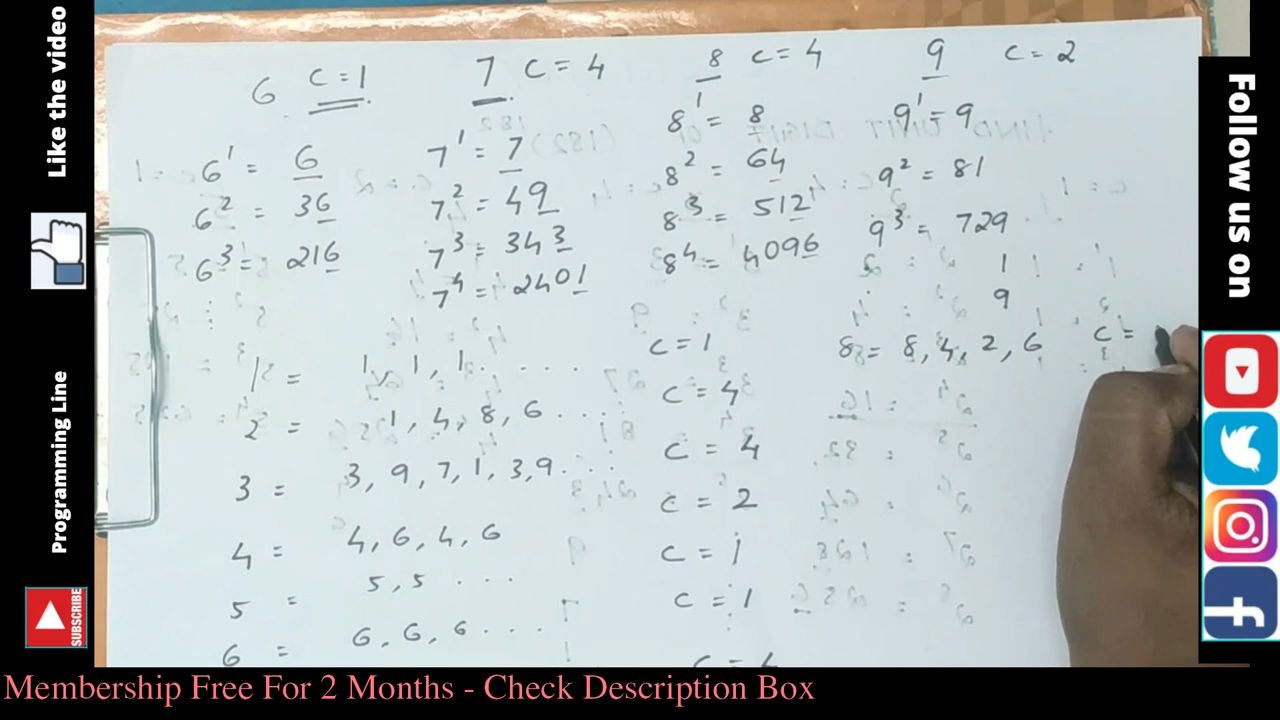 Like the video
Programming Line
SUBSCRIBE
6 C = 1
6¹ = 6
6² = 36
6³ = 216
7 C = 4
7¹ = 7
7² = 49
7³ = 343
7⁴ = 2401
8 C = 4
8¹ = 8
8² = 64
8³ = 512
8⁴ = 4096
9 C = 2
9¹ = 9
9² = 81
9³ = 729
1
9
1 = 1, 1, 1 . . . . . C = 1
2 = 1, 4, 8, 6 . . . . C = 4
3 = 3, 9, 7, 1, 3, 9 . . . C = 4
4 = 4, 6, 4, 6 C = 2
5 = 5, 5 . . . C = 1
6 = 6, 6, 6 . . . . C = 1
8 = 8, 4, 2, 6 C =
Follow us on
Membership Free For 2 Months - Check Description Box